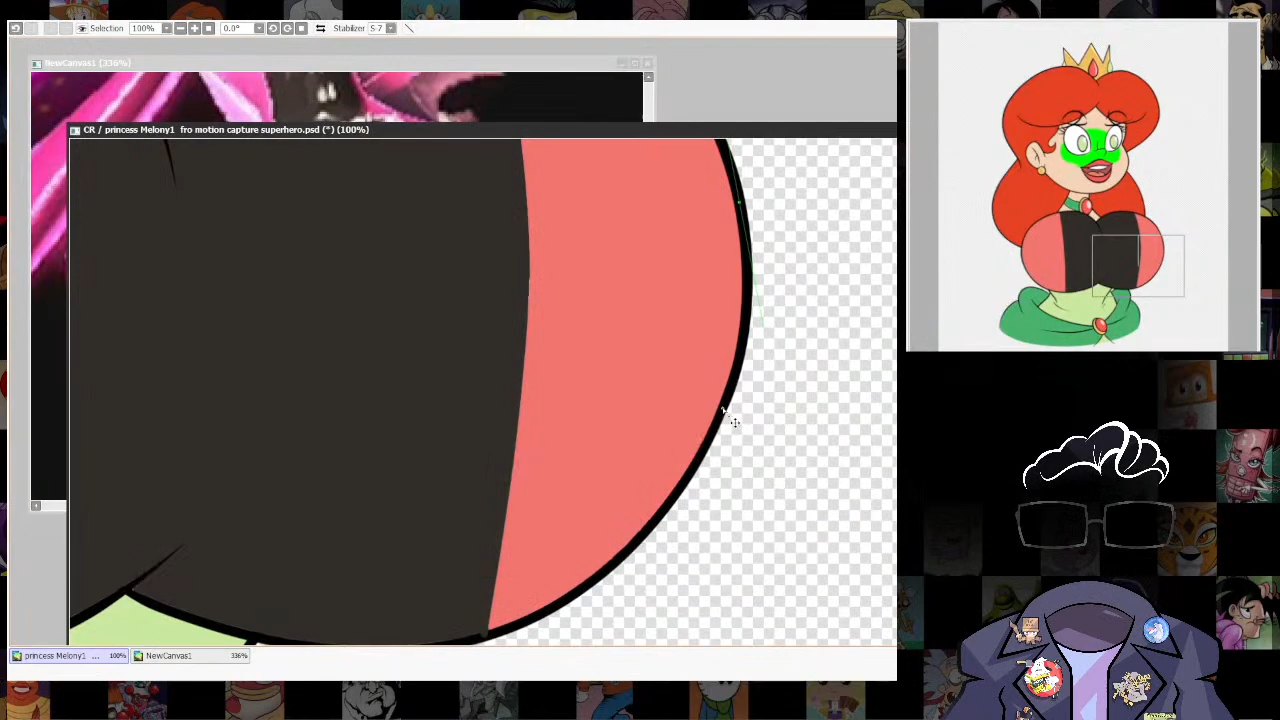 Selection 100% 0.0° Stabilizer S-7
NewCanvas1 (336%)
CR / princess Melony1 fro motion capture superhero.psd (*) (100%)
princess Melony1 ... 100% NewCanvas1 336%